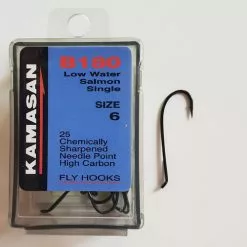 KAMASAN
B180
Low Water
Salmon
Single
SIZE
6
25
Chemically
Sharpened
Needle Point
High Carbon
FLY HOOKS